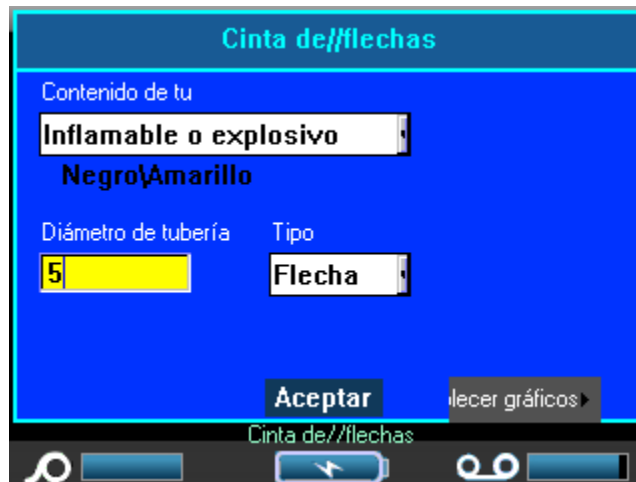 Cinta de//flechas
Contenido de tu
Inflamable o explosivo
Negro\Amarillo
Diámetro de tubería Tipo
5 Flecha
Aceptar lecer gráficos
Cinta de//flechas